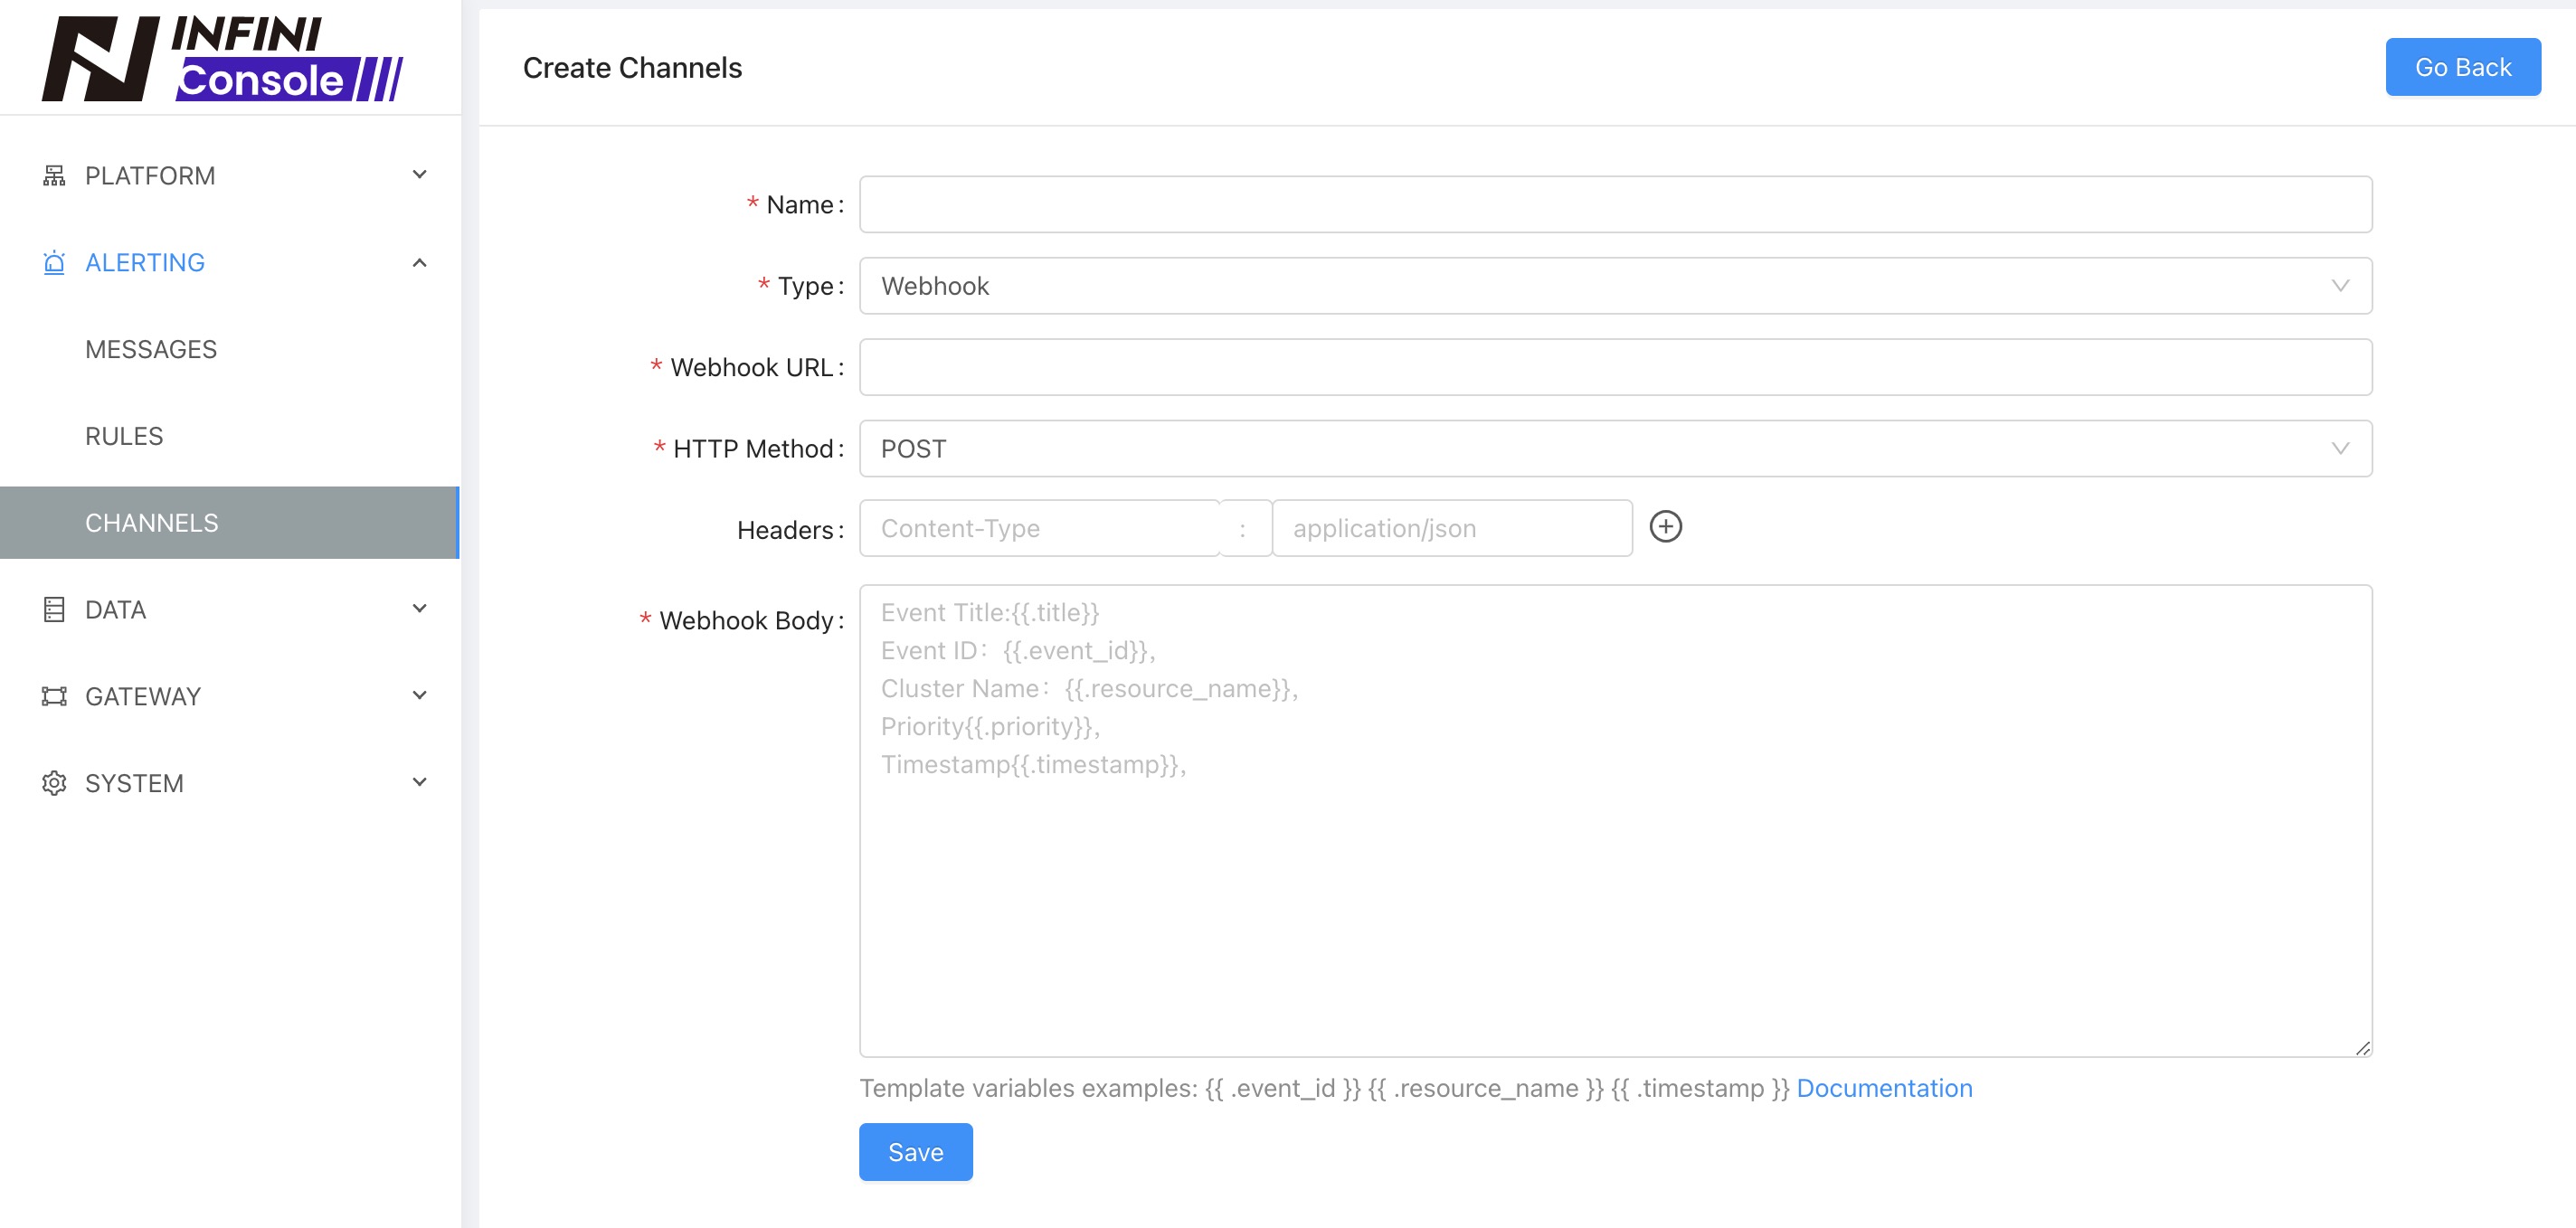 INFINI
Console
PLATFORM
ALERTING
MESSAGES
RULES
CHANNELS
DATA
GATEWAY
SYSTEM
Create Channels
Go Back
* Name:
* Type: Webhook
* Webhook URL:
* HTTP Method: POST
Headers: Content-Type : application/json
* Webhook Body:
Event Title:{{.title}}
Event ID： {{.event_id}},
Cluster Name： {{.resource_name}},
Priority{{.priority}},
Timestamp{{.timestamp}},
Template variables examples: {{ .event_id }} {{ .resource_name }} {{ .timestamp }} Documentation
Save